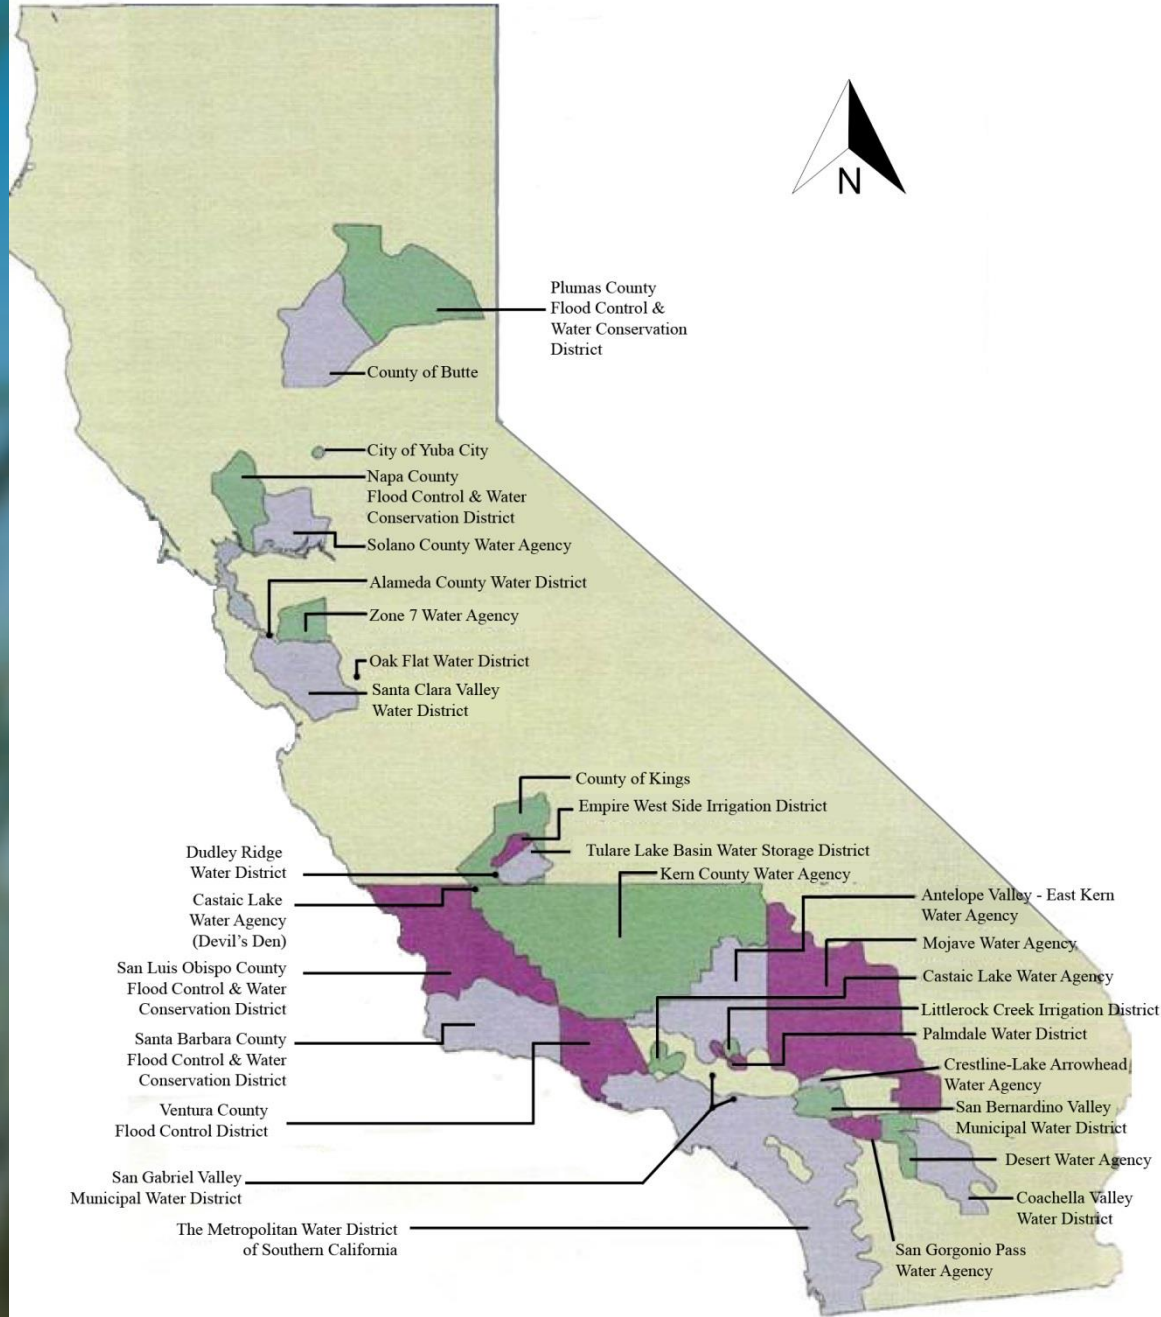 N
Plumas County
Flood Control &
Water Conservation
District
County of Butte
City of Yuba City
Napa County
Flood Control & Water
Conservation District
Solano County Water Agency
Alameda County Water District
Zone 7 Water Agency
Oak Flat Water District
Santa Clara Valley
Water District
County of Kings
Empire West Side Irrigation District
Tulare Lake Basin Water Storage District
Kern County Water Agency
Dudley Ridge
Water District
Castaic Lake
Water Agency
(Devil's Den)
San Luis Obispo County
Flood Control & Water
Conservation District
Santa Barbara County
Flood Control & Water
Conservation District
Ventura County
Flood Control District
San Gabriel Valley
Municipal Water District
The Metropolitan Water District
of Southern California
Antelope Valley - East Kern
Water Agency
Mojave Water Agency
Castaic Lake Water Agency
Littlerock Creek Irrigation District
Palmdale Water District
Crestline-Lake Arrowhead
Water Agency
San Bernardino Valley
Municipal Water District
Desert Water Agency
Coachella Valley
Water District
San Gorgonio Pass
Water Agency